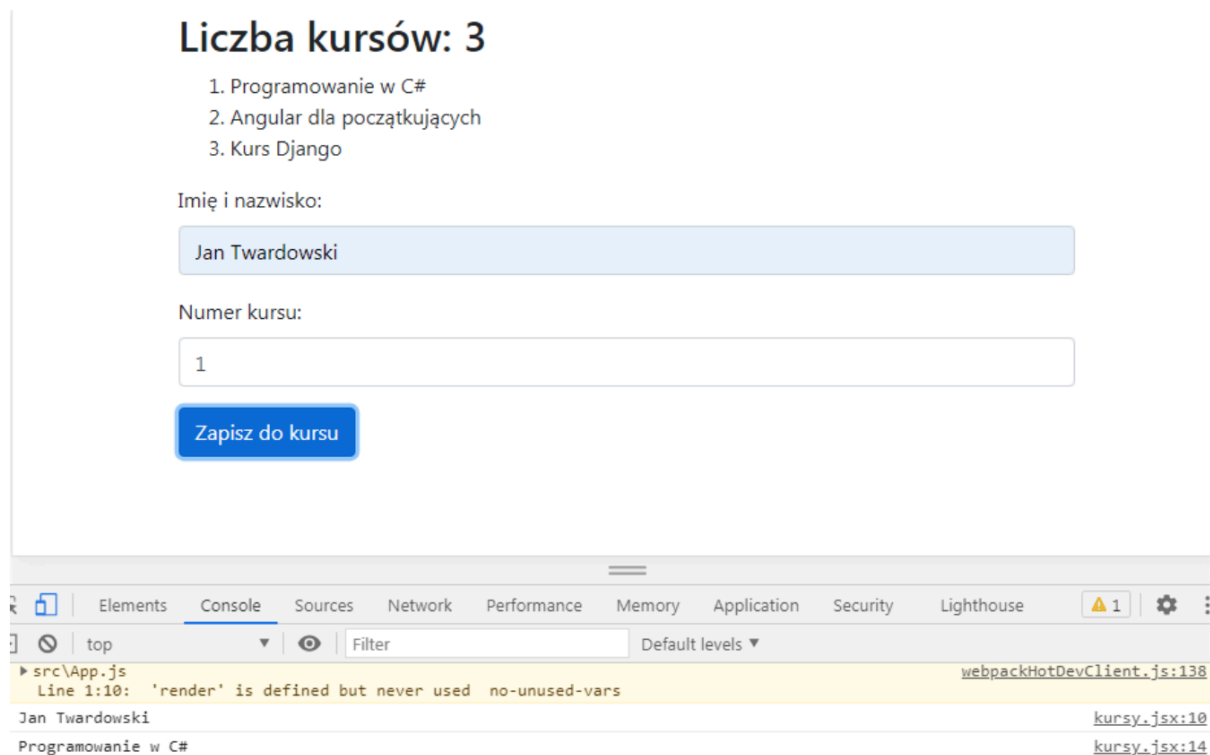 Liczba kursów: 3
1. Programowanie w C#
2. Angular dla początkujących
3. Kurs Django
Imię i nazwisko:
Jan Twardowski
Numer kursu:
1
Zapisz do kursu
Elements Console Sources Network Performance Memory Application Security Lighthouse 1
top Filter Default levels ▼
src\App.js webpackHotDevClient.js:138
Line 1:10: 'render' is defined but never used no-unused-vars
Jan Twardowski kursy.jsx:10
Programowanie w C# kursy.jsx:14